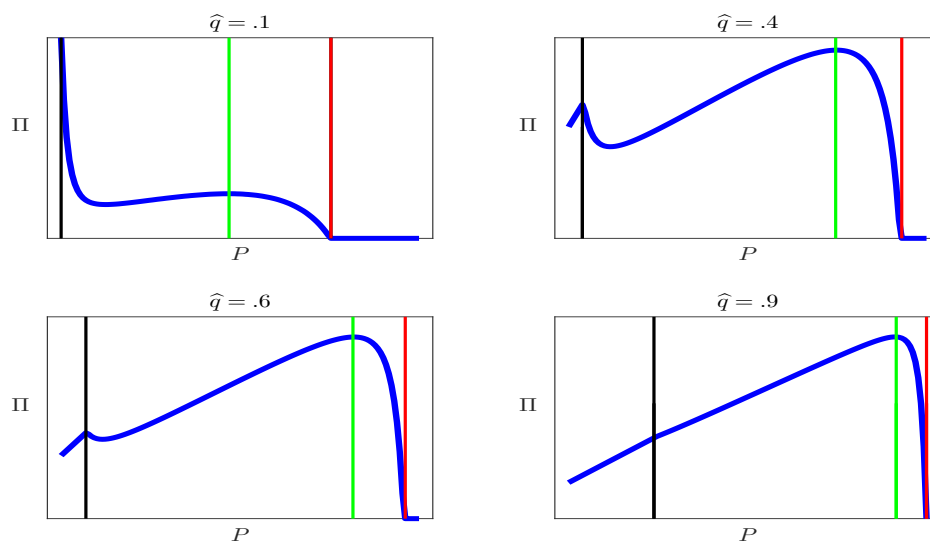 q̂ = .1
Π
P
q̂ = .4
Π
P
q̂ = .6
Π
P
q̂ = .9
Π
P